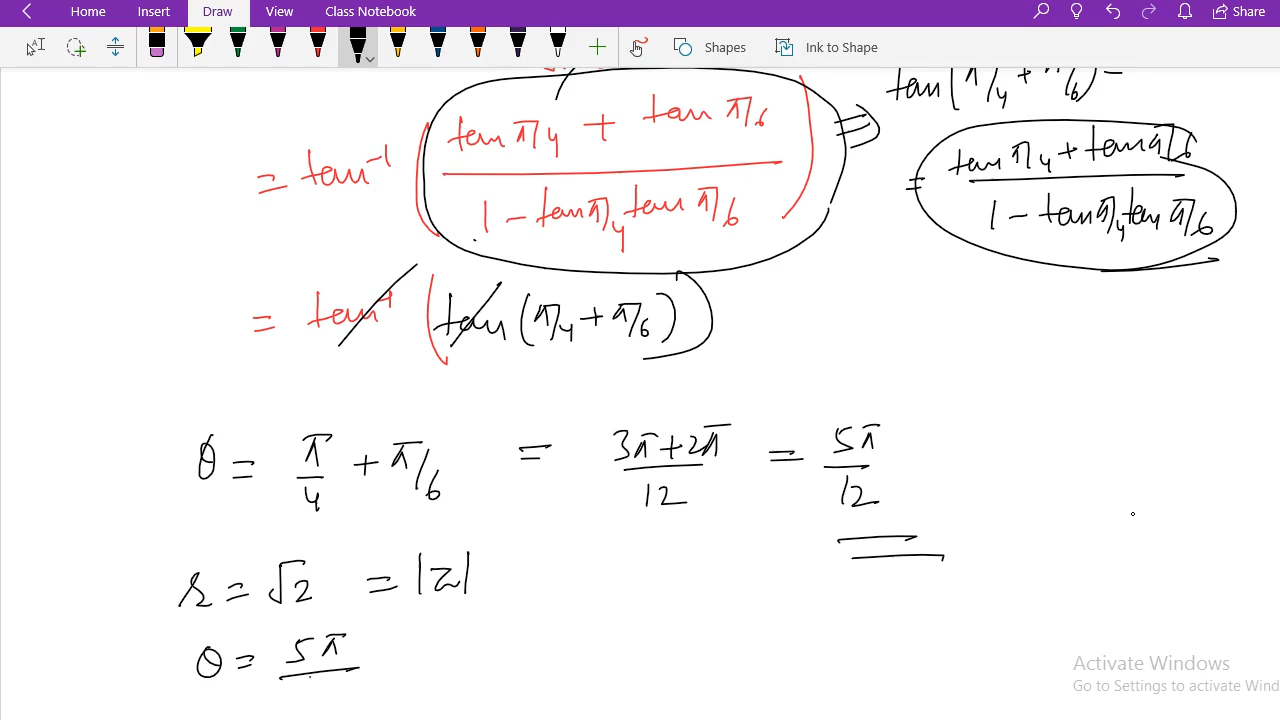 Home Insert Draw View Class Notebook Share
Shapes Ink to Shape
tan(π/4 + π/6) =
= tan⁻¹ ( (tan π/4 + tan π/6) / (1 - tan π/4 tan π/6) ) ⇒
= (tan π/4 + tan π/6) / (1 - tan π/4 tan π/6)
= tan⁻¹ ( tan (π/4 + π/6) )
θ = π/4 + π/6 = (3π+2π)/12 = 5π/12
r = √2 = |z|
θ = 5π
Activate Windows
Go to Settings to activate Wind